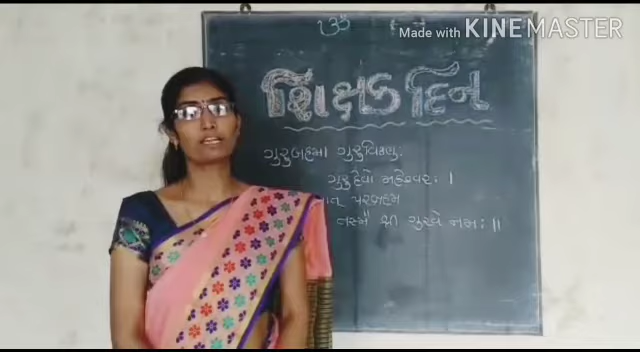 ૐ
Made with KINEMASTER
શિક્ષક દિન
ગુરુબ્રહ્મા ગુરુવિષ્ણુ:
ગુરુદેવો મહેશ્વર: ।
પરબ્રહ્મ
તસ્મૈ શ્રી ગુરવે નમઃ ॥